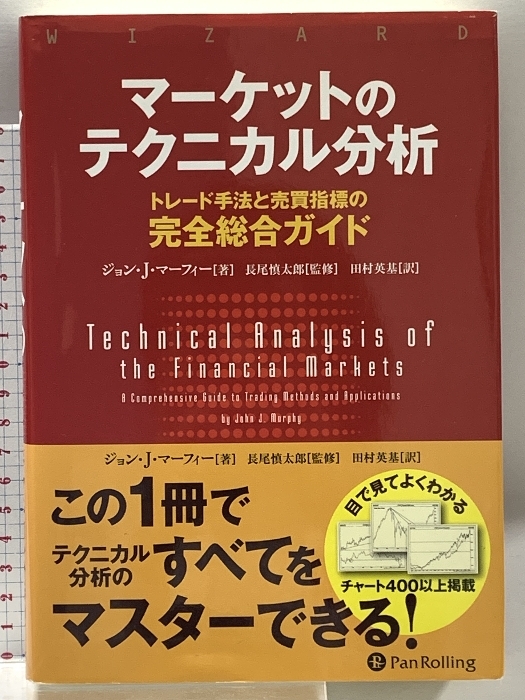 WIZARD
マーケットの
テクニカル分析
トレード手法と売買指標の
完全総合ガイド
ジョン・J・マーフィー[著] 長尾慎太郎[監修] 田村英基[訳]
Technical Analysis of
the Financial Markets
A Comprehensive Guide to Trading Methods and Applications
by John J. Murphy
ジョン・J・マーフィー[著] 長尾慎太郎[監修] 田村英基[訳]
この1冊で
テクニカル
分析の
すべてを
マスターできる!
目で見てよくわかる
チャート400以上掲載
PanRolling